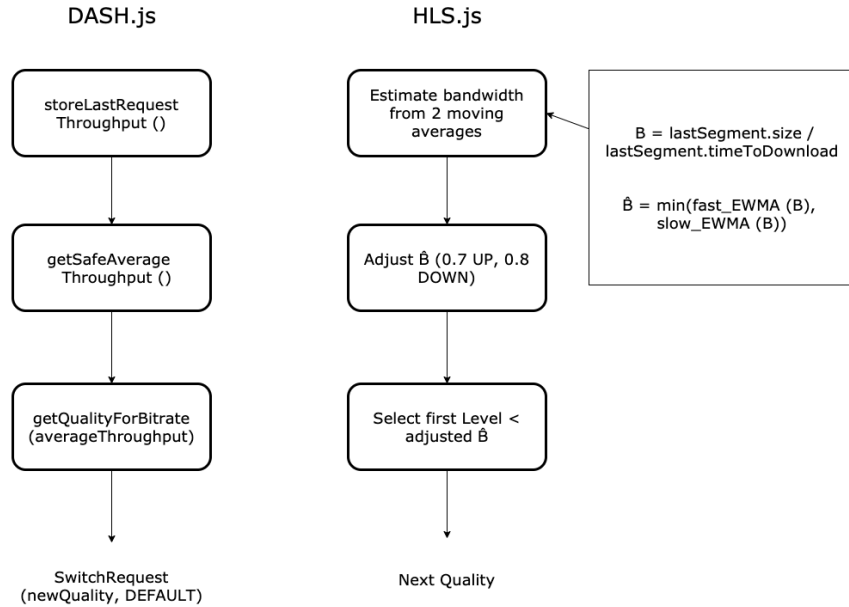 DASH.js
storeLastRequest
Throughput ()
getSafeAverage
Throughput ()
getQualityForBitrate
(averageThroughput)
SwitchRequest
(newQuality, DEFAULT)
HLS.js
Estimate bandwidth
from 2 moving
averages
Adjust B̂ (0.7 UP, 0.8
DOWN)
Select first Level <
adjusted B̂
Next Quality
B = lastSegment.size /
lastSegment.timeToDownload
B̂ = min(fast_EWMA (B),
slow_EWMA (B))